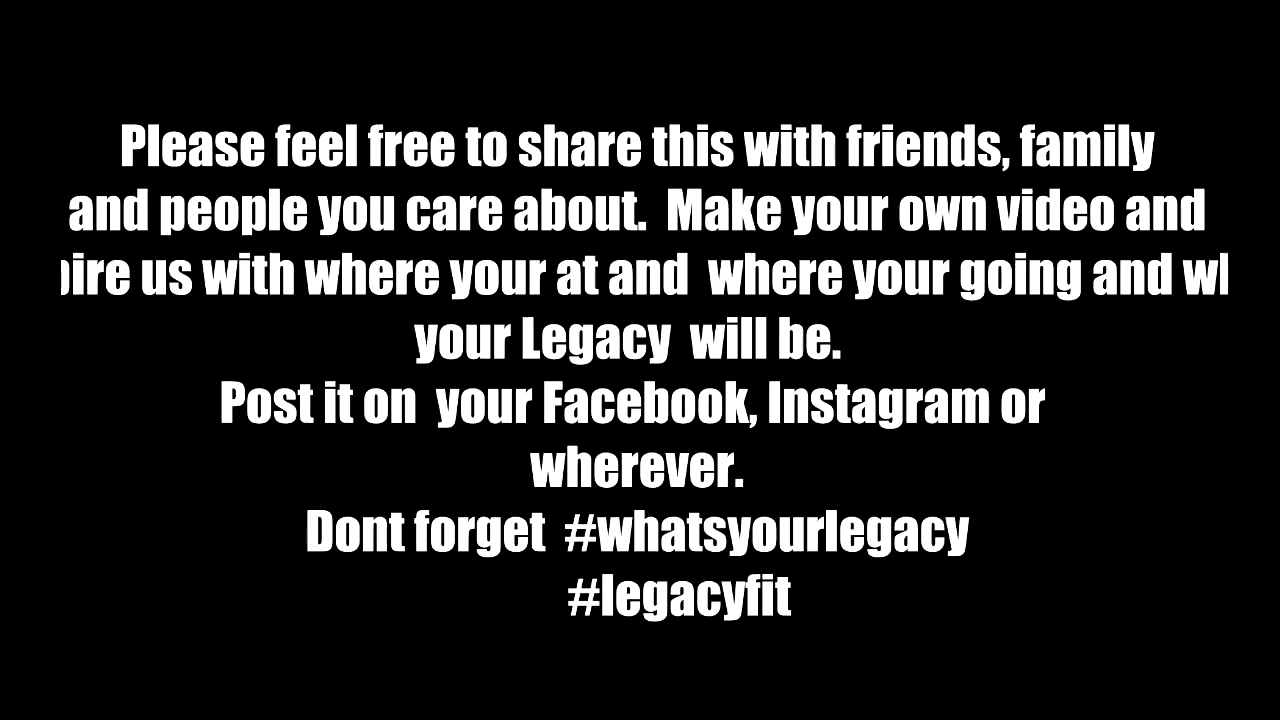 Please feel free to share this with friends, family
and people you care about. Make your own video and
us with where your at and where your going and
your Legacy will be.
Post it on your Facebook, Instagram or
wherever.
Dont forget #whatsyourlegacy
#legacyfit